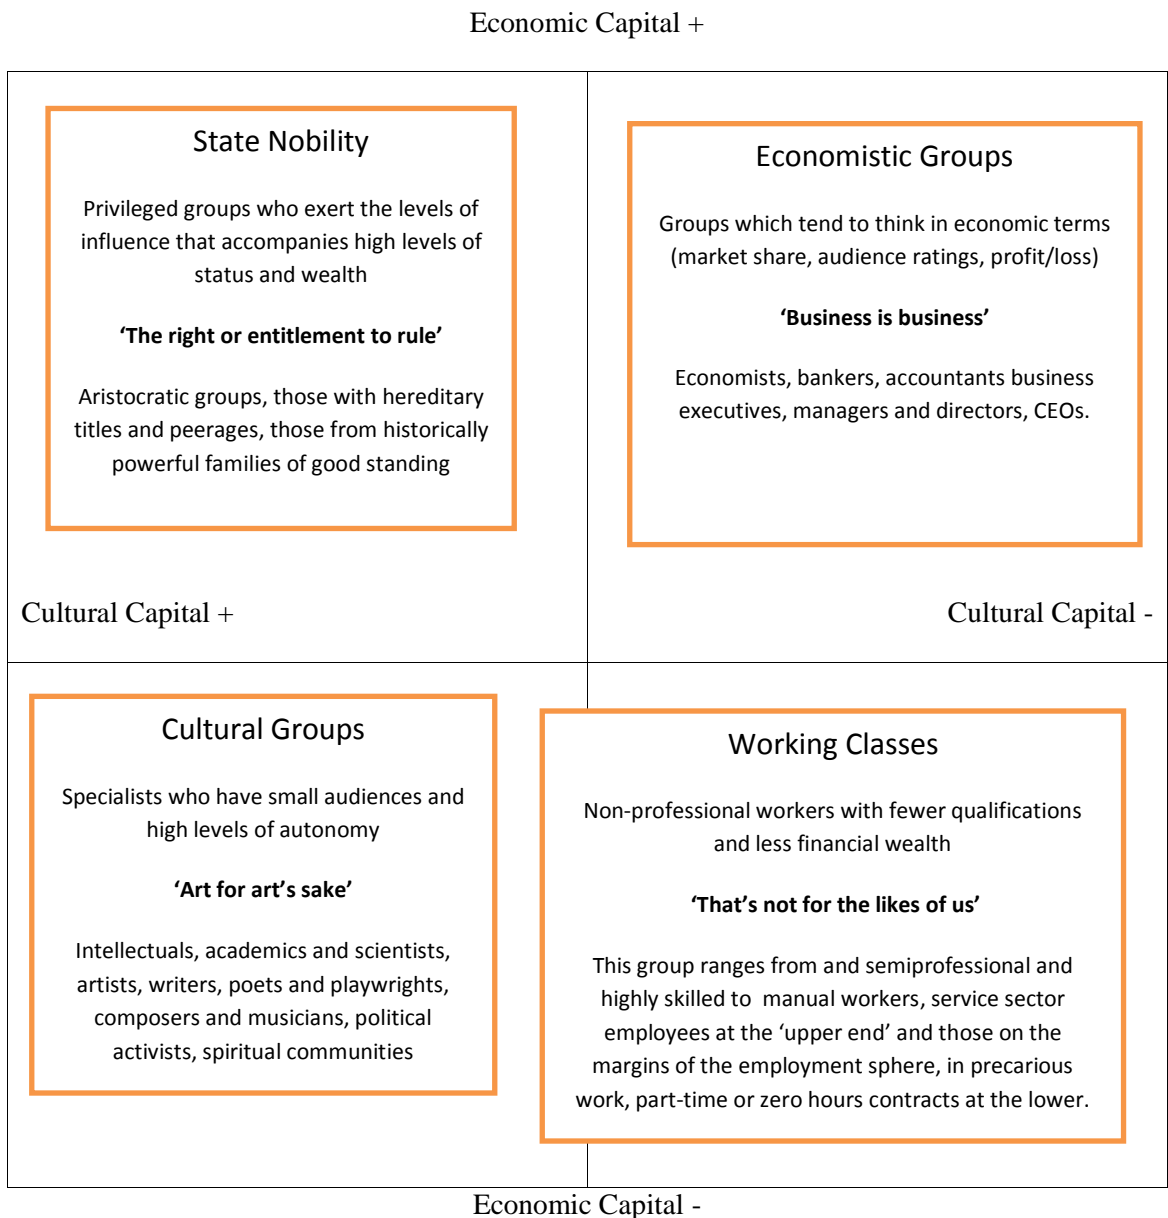 Economic Capital +
State Nobility
Privileged groups who exert the levels of
influence that accompanies high levels of
status and wealth
‘The right or entitlement to rule’
Aristocratic groups, those with hereditary
titles and peerages, those from historically
powerful families of good standing
Economistic Groups
Groups which tend to think in economic terms
(market share, audience ratings, profit/loss)
‘Business is business’
Economists, bankers, accountants business
executives, managers and directors, CEOs.
Cultural Capital +
Cultural Capital -
Cultural Groups
Specialists who have small audiences and
high levels of autonomy
‘Art for art’s sake’
Intellectuals, academics and scientists,
artists, writers, poets and playwrights,
composers and musicians, political
activists, spiritual communities
Working Classes
Non-professional workers with fewer qualifications
and less financial wealth
‘That’s not for the likes of us’
This group ranges from and semiprofessional and
highly skilled to  manual workers, service sector
employees at the ‘upper end’ and those on the
margins of the employment sphere, in precarious
work, part-time or zero hours contracts at the lower.
Economic Capital -